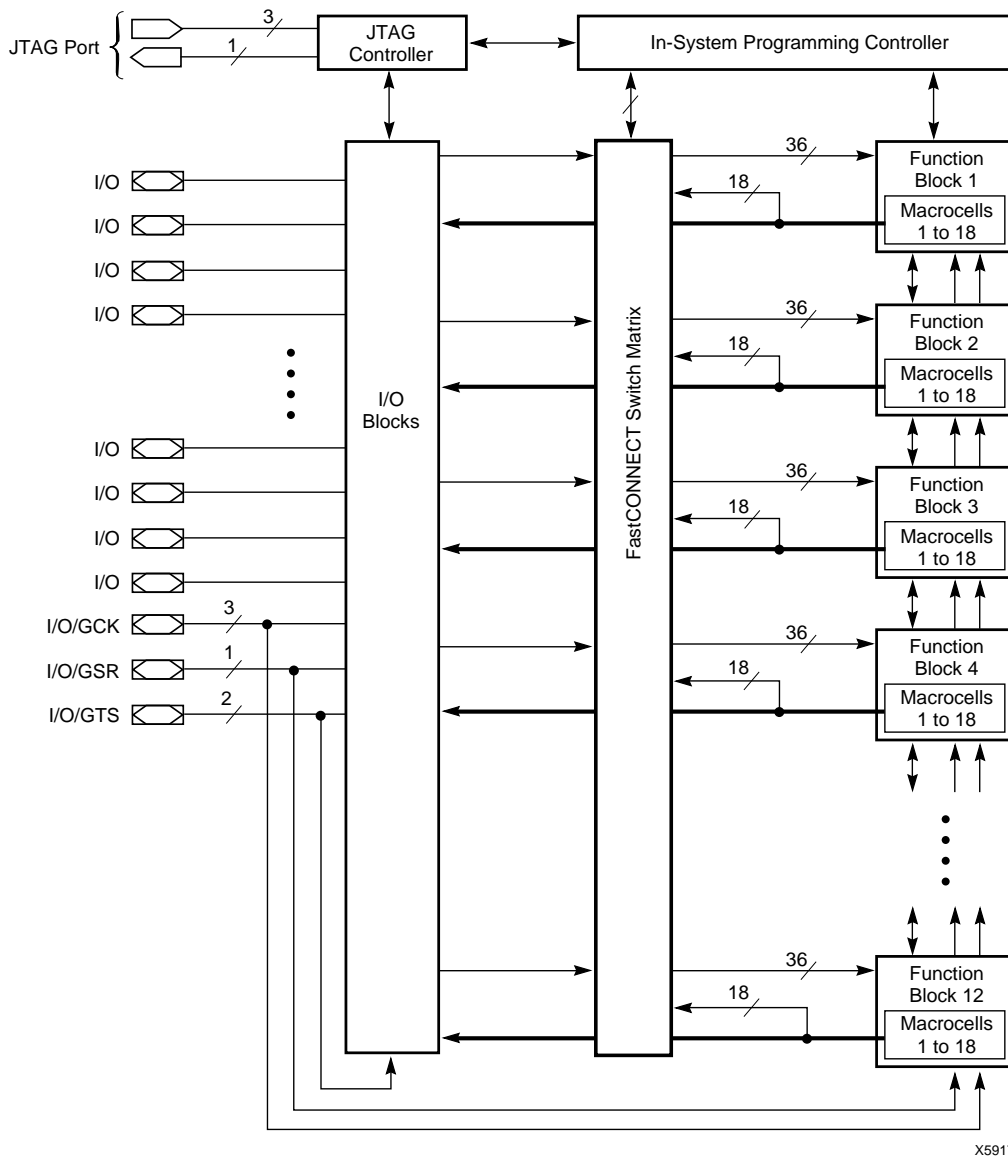 JTAG Port
3
1
JTAG
Controller
In-System Programming Controller
I/O
I/O
I/O
I/O
I/O
I/O
I/O
I/O
I/O/GCK
3
I/O/GSR
1
I/O/GTS
2
I/O
Blocks
FastCONNECT Switch Matrix
36
18
Function
Block 1
Macrocells
1 to 18
36
18
Function
Block 2
Macrocells
1 to 18
36
18
Function
Block 3
Macrocells
1 to 18
36
18
Function
Block 4
Macrocells
1 to 18
36
18
Function
Block 12
Macrocells
1 to 18